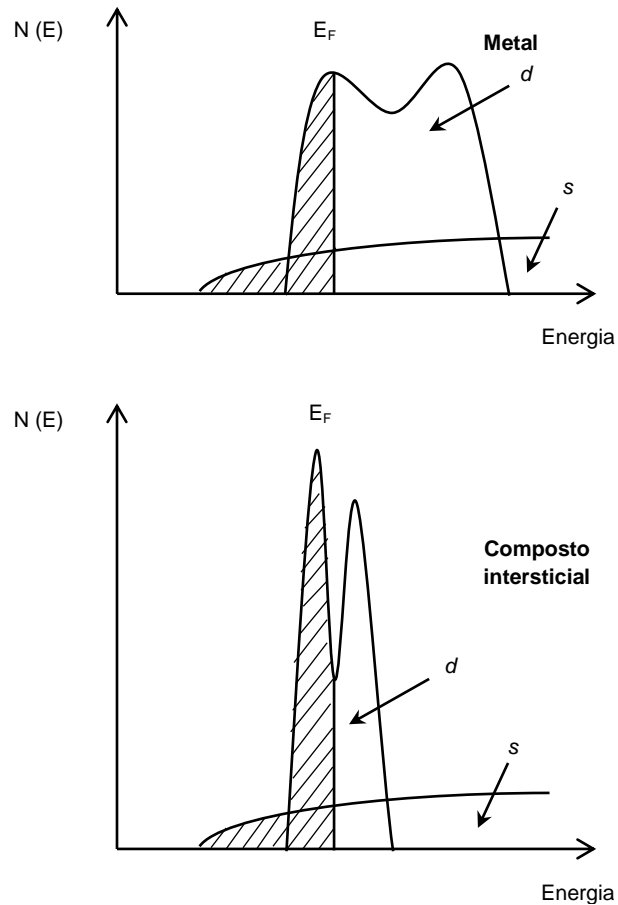 N (E)
E_F
Metal
d
s
Energia
N (E)
E_F
Composto
intersticial
d
s
Energia